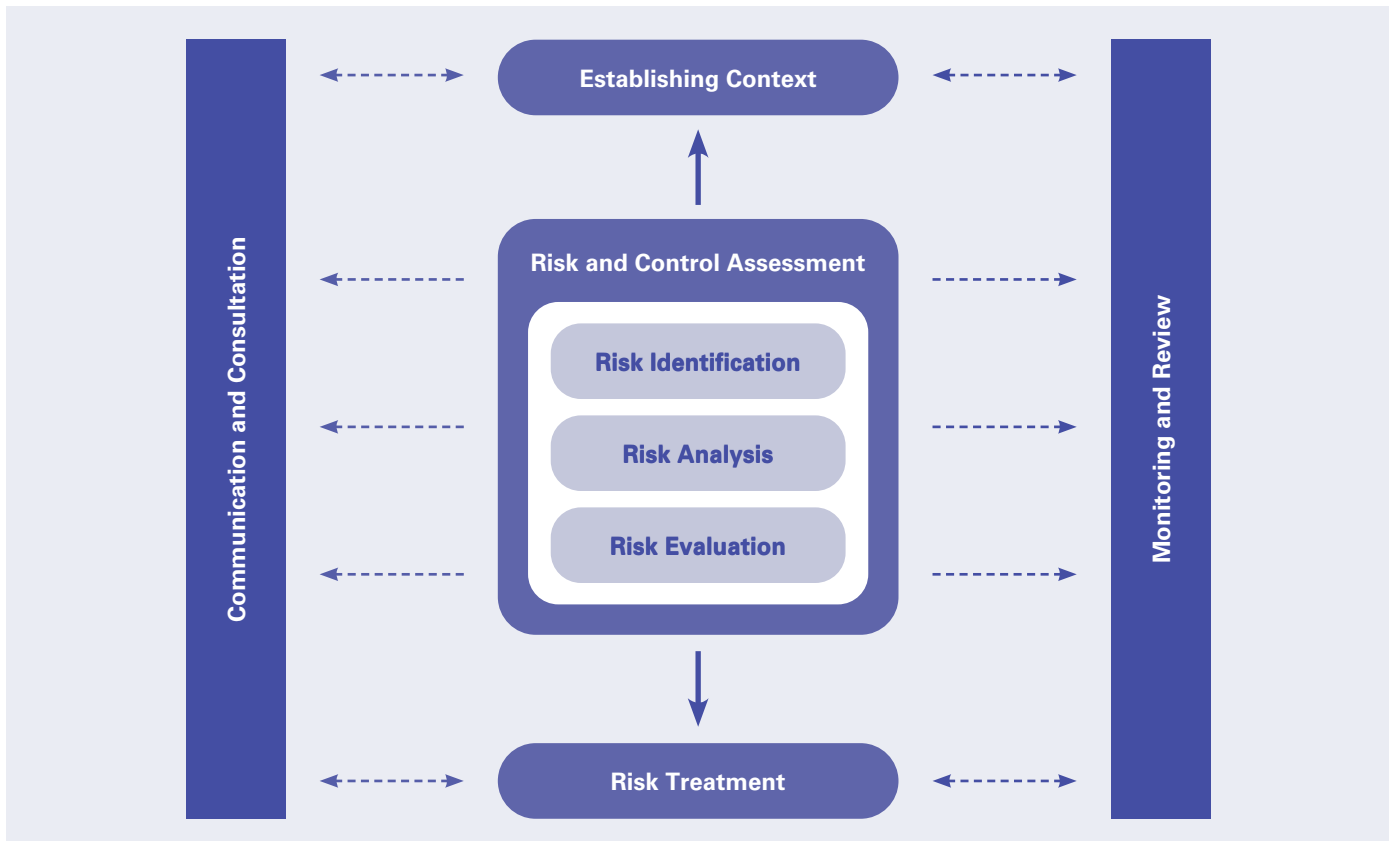 Establishing Context
Communication and Consultation
Risk and Control Assessment
Risk Identification
Risk Analysis
Risk Evaluation
Monitoring and Review
Risk Treatment